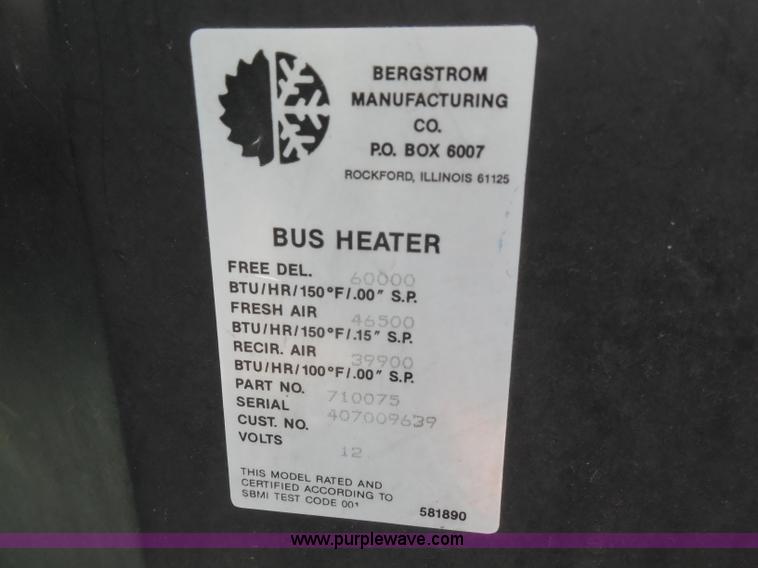 BERGSTROM
MANUFACTURING
CO.
P.O. BOX 6007
ROCKFORD, ILLINOIS 61125
BUS HEATER
FREE DEL. 60000
BTU/HR/150°F/.00" S.P.
FRESH AIR 46500
BTU/HR/150°F/.15" S.P.
RECIR. AIR 39900
BTU/HR/100°F/.00" S.P.
PART NO. 710075
SERIAL 407009639
CUST. NO.
VOLTS 12
THIS MODEL RATED AND
CERTIFIED ACCORDING TO
SBMI TEST CODE 001
581890
www.purplewave.com